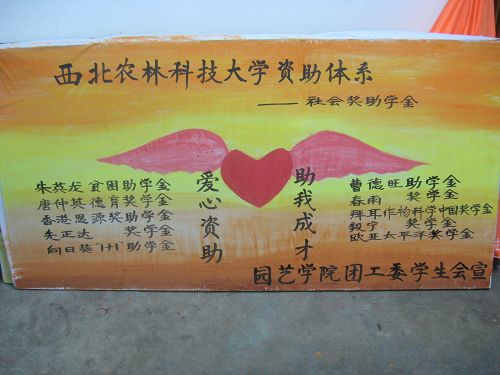 西北农林科技大学资助体系
——社会奖助学金
爱心资助
助我成才
朱英龙 贫困助学金
唐仲英德育奖学金
香港思源奖助学金
先正达 奖学金
向日葵"1+1"助学金
曹德旺助学金
春雨 奖学金
拜耳作物科学中国奖学金
毅宁 奖学金
欧亚太平洋奖学金
园艺学院团工委学生会宣